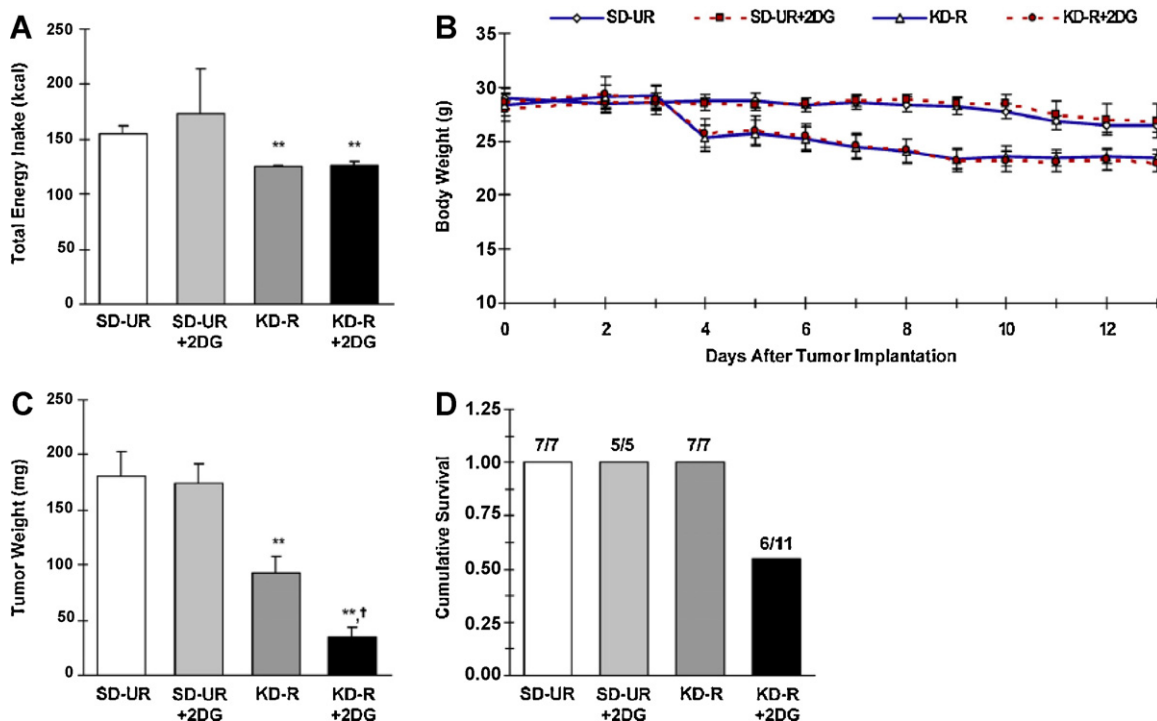 A
Total Energy Inake (kcal)
250
200
150
100
50
0
**
**
SD-UR
SD-UR
+2DG
KD-R
KD-R
+2DG
B
SD-UR
SD-UR+2DG
KD-R
KD-R+2DG
Body Weight (g)
35
30
25
20
15
10
0
2
4
6
8
10
12
Days After Tumor Implantation
C
Tumor Weight (mg)
250
200
150
100
50
0
**
**,†
SD-UR
SD-UR
+2DG
KD-R
KD-R
+2DG
D
Cumulative Survival
1.25
1.00
0.75
0.50
0.25
0.00
7/7
5/5
7/7
6/11
SD-UR
SD-UR
+2DG
KD-R
KD-R
+2DG